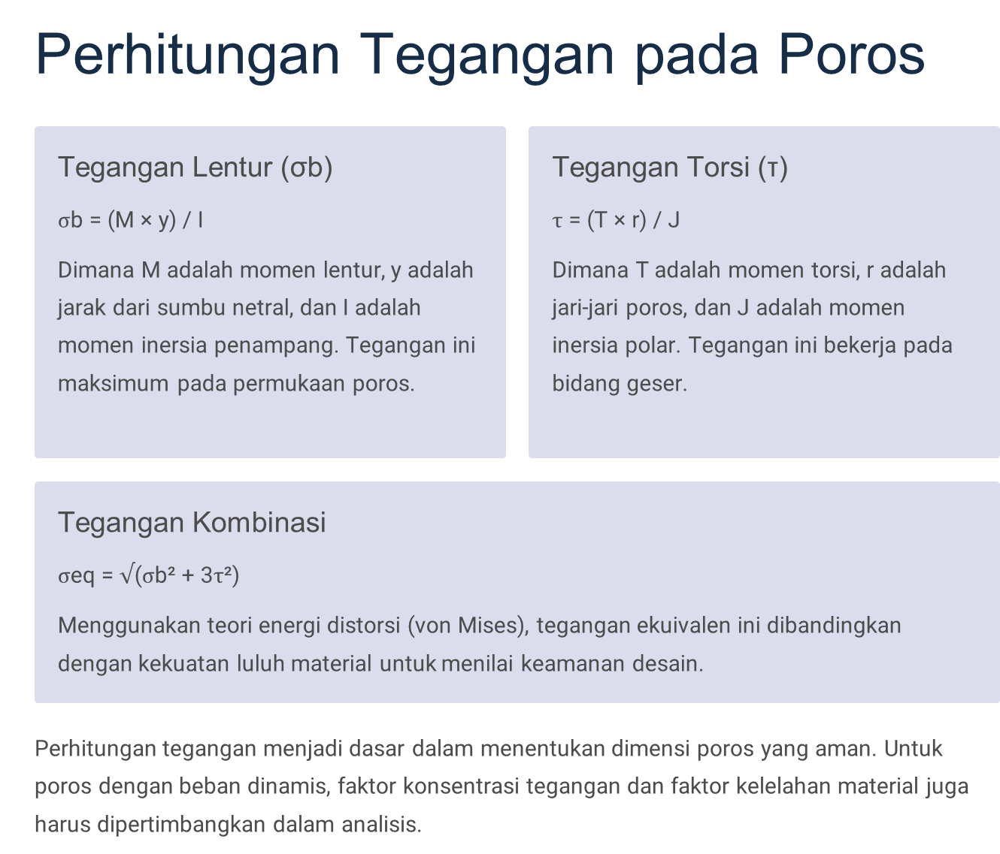 Perhitungan Tegangan pada Poros
Tegangan Lentur (σb)
σb = (M × y) / I
Dimana M adalah momen lentur, y adalah
jarak dari sumbu netral, dan I adalah
momen inersia penampang. Tegangan ini
maksimum pada permukaan poros.
Tegangan Torsi (τ)
τ = (T × r) / J
Dimana T adalah momen torsi, r adalah
jari-jari poros, dan J adalah momen
inersia polar. Tegangan ini bekerja pada
bidang geser.
Tegangan Kombinasi
σeq = √(σb² + 3τ²)
Menggunakan teori energi distorsi (von Mises), tegangan ekuivalen ini dibandingkan
dengan kekuatan luluh material untuk menilai keamanan desain.
Perhitungan tegangan menjadi dasar dalam menentukan dimensi poros yang aman. Untuk
poros dengan beban dinamis, faktor konsentrasi tegangan dan faktor kelelahan material juga
harus dipertimbangkan dalam analisis.